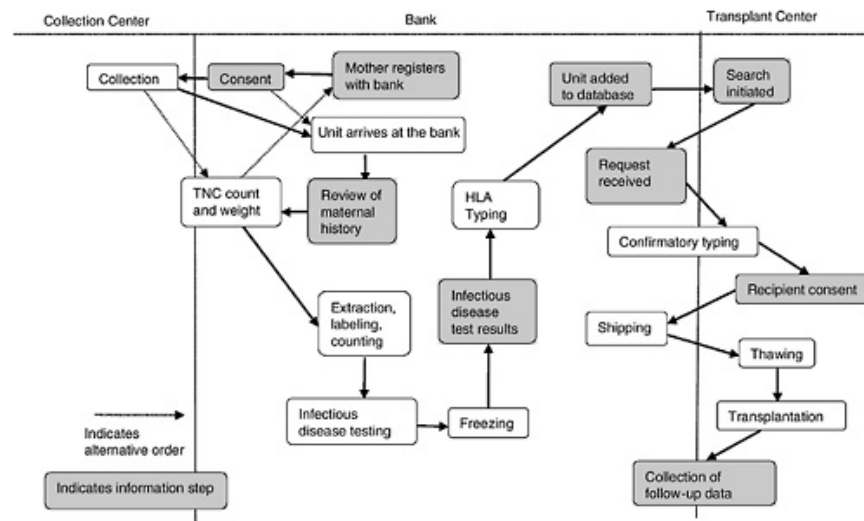 Collection Center
Bank
Transplant Center
Collection
Consent
Mother registers
with bank
Unit added
to database
Search
initiated
Unit arrives at the bank
Request
received
TNC count
and weight
Review of
maternal
history
HLA
Typing
Confirmatory typing
Extraction,
labeling,
counting
Infectious
disease
test results
Recipient consent
Shipping
Thawing
Infectious
disease testing
Freezing
Transplantation
Indicates
alternative order
Collection of
follow-up data
Indicates information step